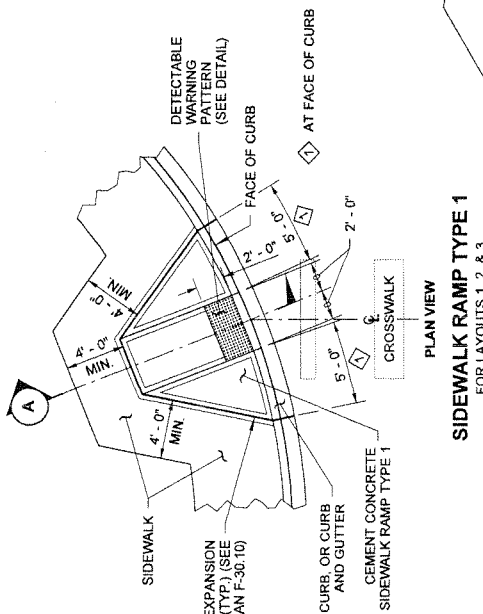 A
SIDEWALK
4' - 0"
MIN.
4' - 0"
MIN.
4' - 0"
MIN.
DETECTABLE
WARNING
PATTERN
(SEE DETAIL)
FACE OF CURB
1 AT FACE OF CURB
EXPANSION
(TYP.) (SEE
AN F-30.10)
CURB, OR CURB
AND GUTTER
CEMENT CONCRETE
SIDEWALK RAMP TYPE 1
2' - 0"
5' - 0"
1
5' - 0"
1
2' - 0"
CROSSWALK
PLAN VIEW
SIDEWALK RAMP TYPE 1
FOR LAYOUTS 1, 2, & 3